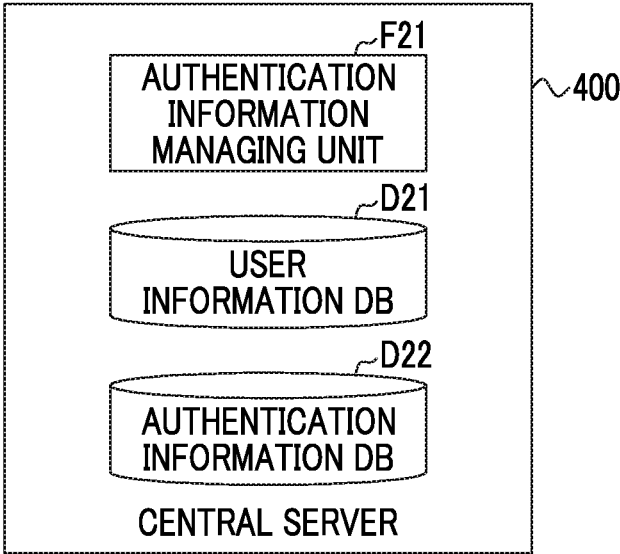 F21
AUTHENTICATION
INFORMATION
MANAGING UNIT
400
D21
USER
INFORMATION DB
D22
AUTHENTICATION
INFORMATION DB
CENTRAL SERVER